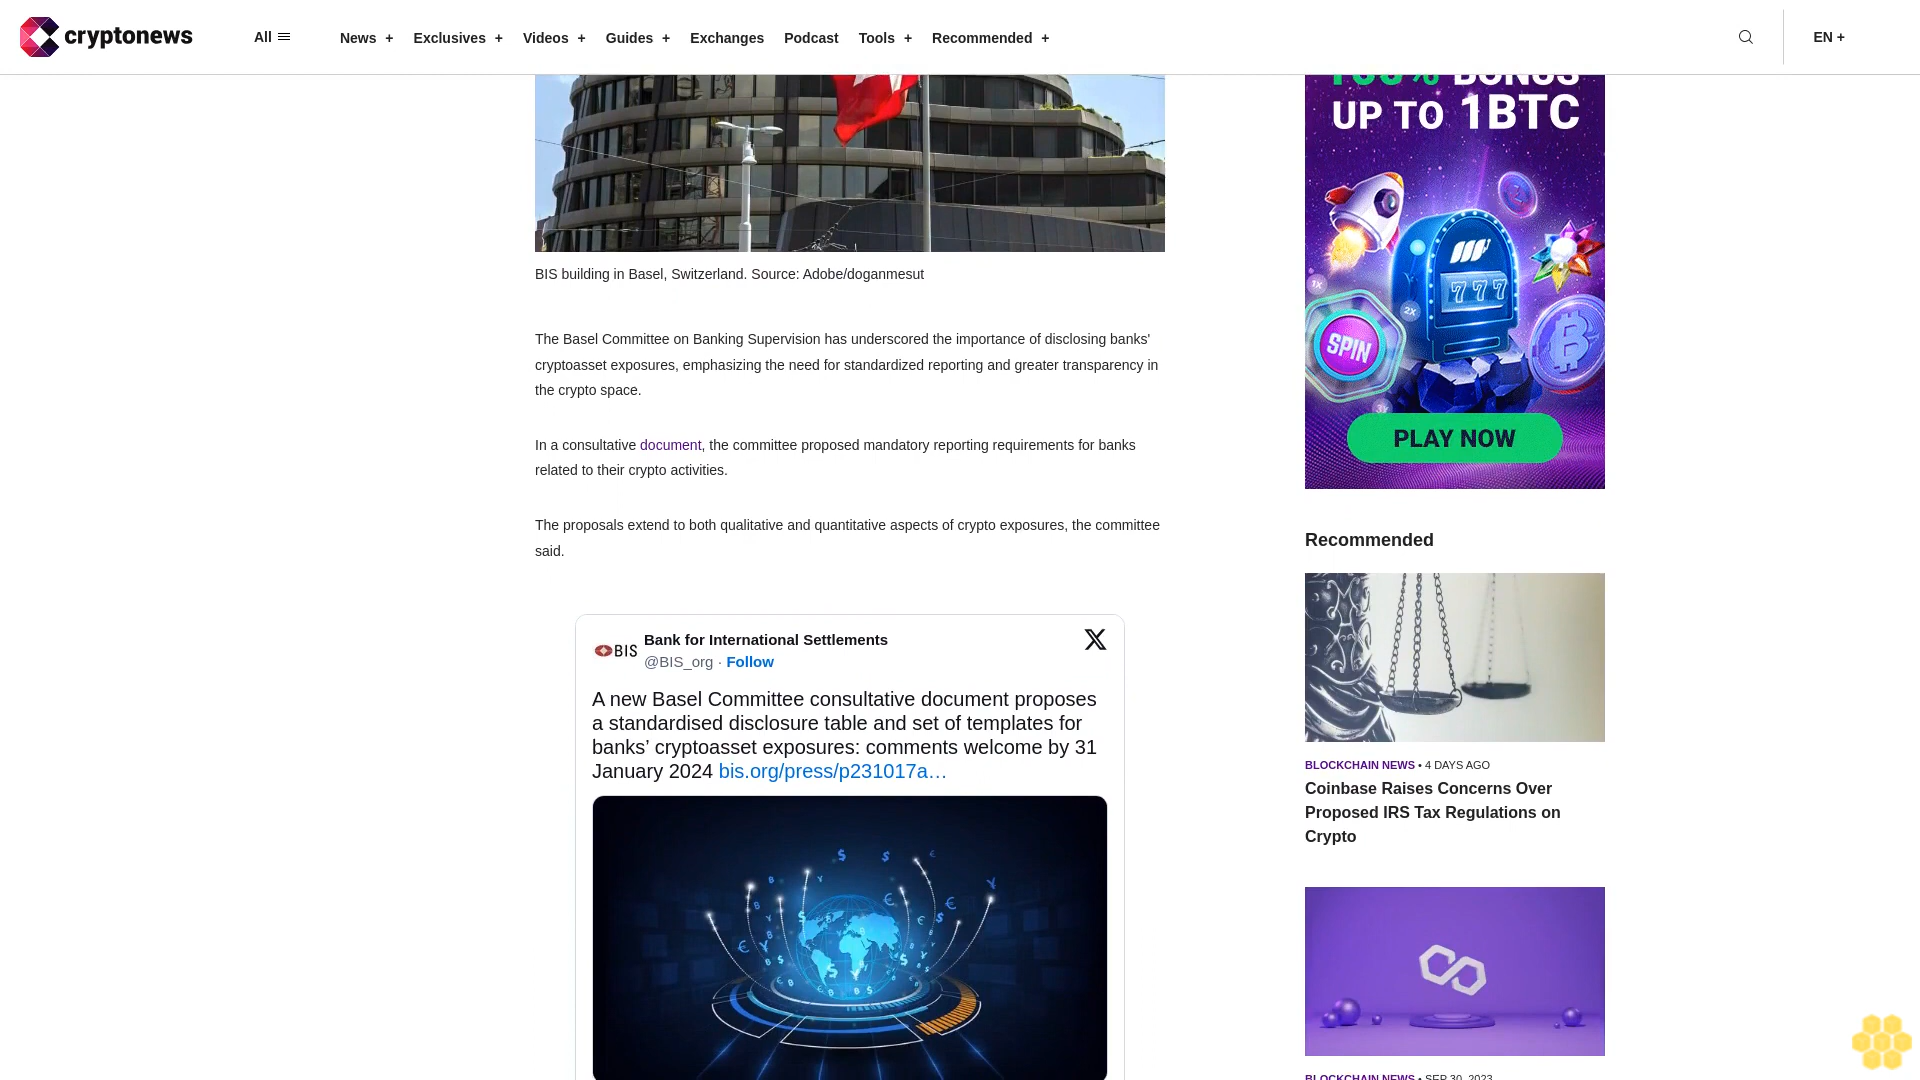 cryptonews
All
News +
Exclusives +
Videos +
Guides +
Exchanges
Podcast
Tools +
Recommended +
EN +
BIS building in Basel, Switzerland. Source: Adobe/doganmesut
The Basel Committee on Banking Supervision has underscored the importance of disclosing banks'
cryptoasset exposures, emphasizing the need for standardized reporting and greater transparency in
the crypto space.
In a consultative document, the committee proposed mandatory reporting requirements for banks
related to their crypto activities.
The proposals extend to both qualitative and quantitative aspects of crypto exposures, the committee
said.
BIS
Bank for International Settlements
@BIS_org · Follow
A new Basel Committee consultative document proposes
a standardised disclosure table and set of templates for
banks’ cryptoasset exposures: comments welcome by 31
January 2024 bis.org/press/p231017a…
100% BONUS
UP TO 1BTC
1X
777
2X
SPIN
3X
PLAY NOW
Recommended
BLOCKCHAIN NEWS • 4 DAYS AGO
Coinbase Raises Concerns Over
Proposed IRS Tax Regulations on
Crypto
BLOCKCHAIN NEWS • SEP 30, 2023